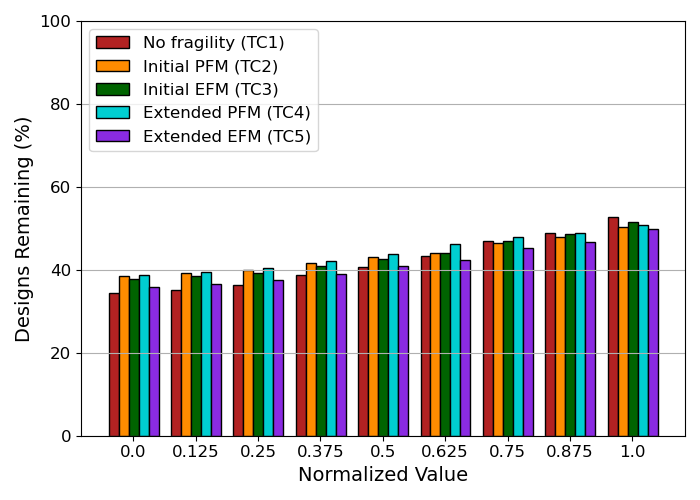 100
80
60
40
20
0
Designs Remaining (%)
No fragility (TC1)
Initial PFM (TC2)
Initial EFM (TC3)
Extended PFM (TC4)
Extended EFM (TC5)
0.0 0.125 0.25 0.375 0.5 0.625 0.75 0.875 1.0
Normalized Value